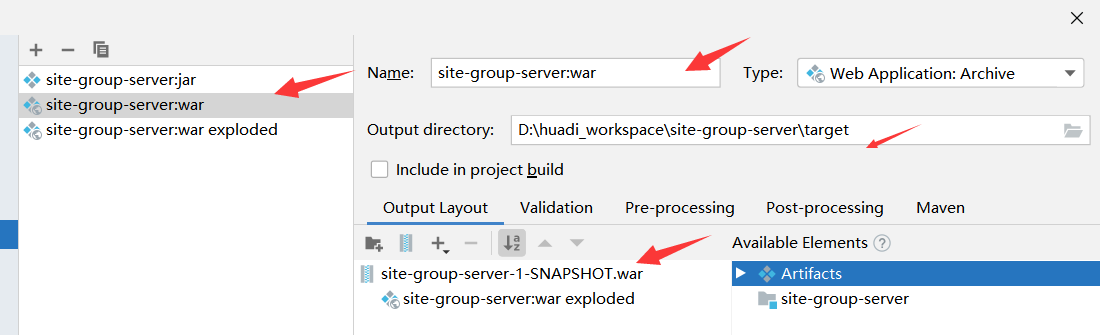 site-group-server:jar
site-group-server:war
site-group-server:war exploded
Name: site-group-server:war Type: Web Application: Archive
Output directory: D:\huadi_workspace\site-group-server\target
Include in project build
Output Layout Validation Pre-processing Post-processing Maven
Available Elements ?
site-group-server-1-SNAPSHOT.war
site-group-server:war exploded
Artifacts
site-group-server